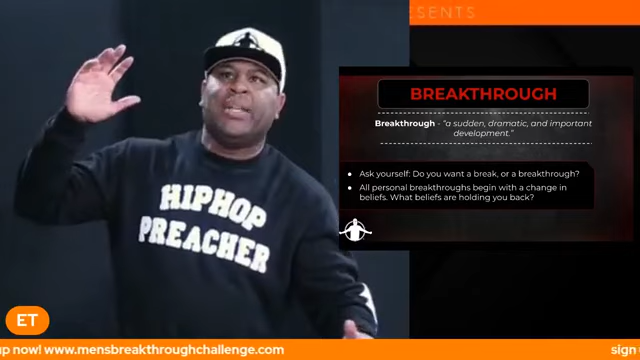 ESENTS
BREAKTHROUGH
Breakthrough - "a sudden, dramatic, and important
development."
● Ask yourself: Do you want a break, or a breakthrough?
● All personal breakthroughs begin with a change in
beliefs. What beliefs are holding you back?
HIPHOP
PREACHER
ET
up now! www.mensbreakthroughchallenge.com
sign